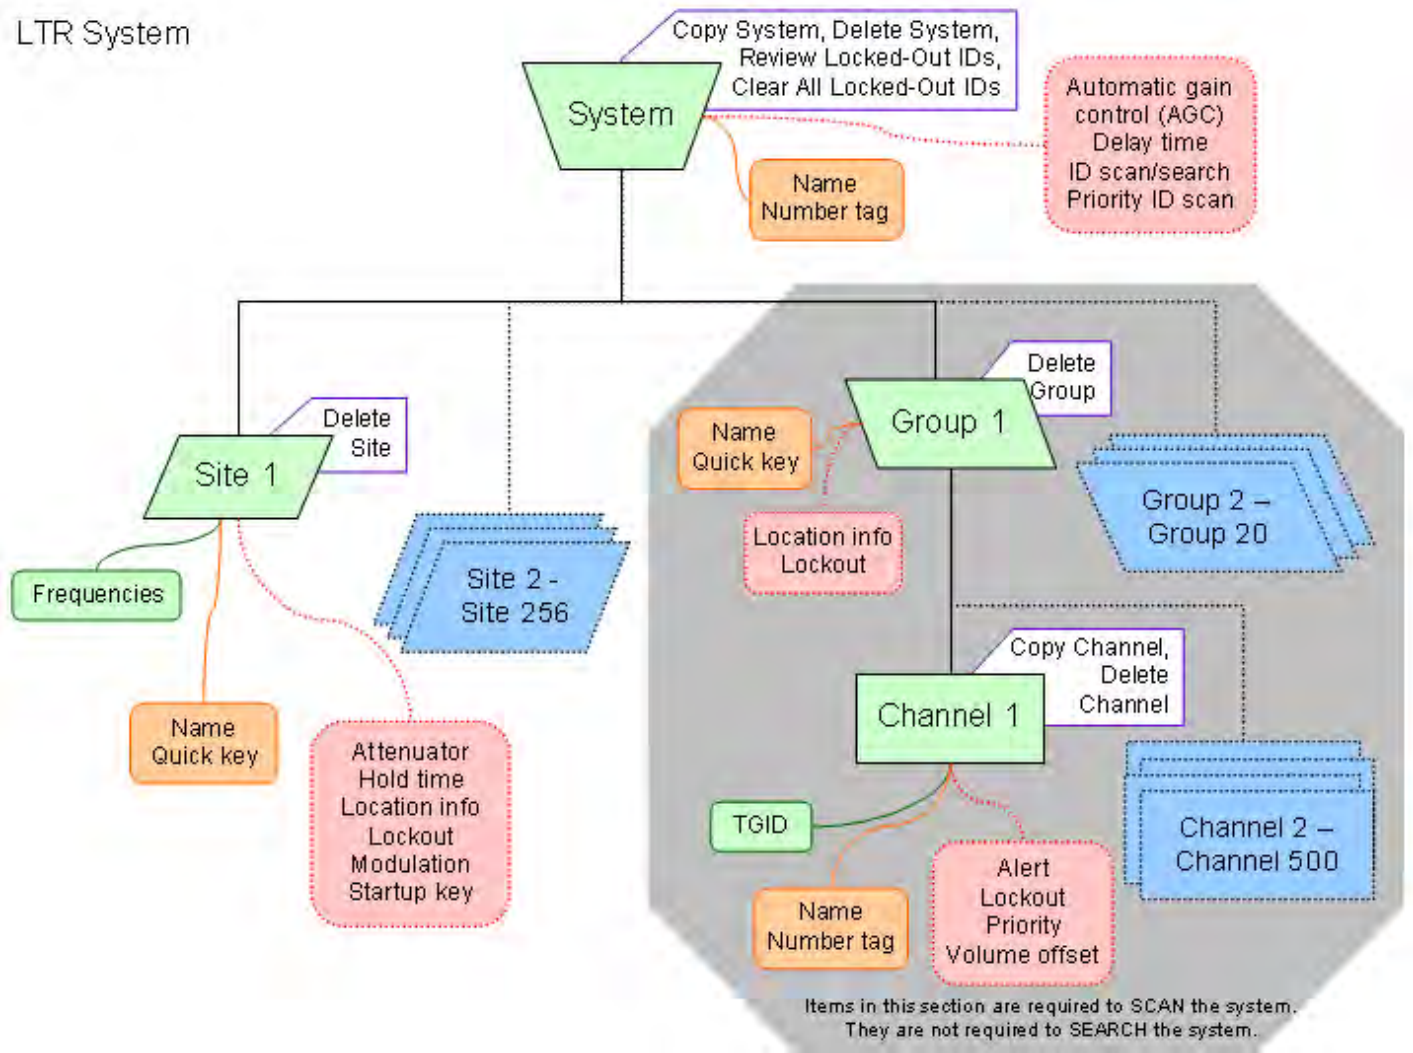 LTR System
Copy System, Delete System,
Review Locked-Out IDs,
Clear All Locked-Out IDs
System
Automatic gain
control (AGC)
Delay time
ID scan/search
Priority ID scan
Name
Number tag
Delete
Site
Site 1
Frequencies
Site 2 -
Site 256
Name
Quick key
Attenuator
Hold time
Location info
Lockout
Modulation
Startup key
Delete
Group
Group 1
Name
Quick key
Location info
Lockout
Group 2 –
Group 20
Copy Channel,
Delete
Channel
Channel 1
TGID
Name
Number tag
Alert
Lockout
Priority
Volume offset
Channel 2 –
Channel 500
Items in this section are required to SCAN the system.
They are not required to SEARCH the system.